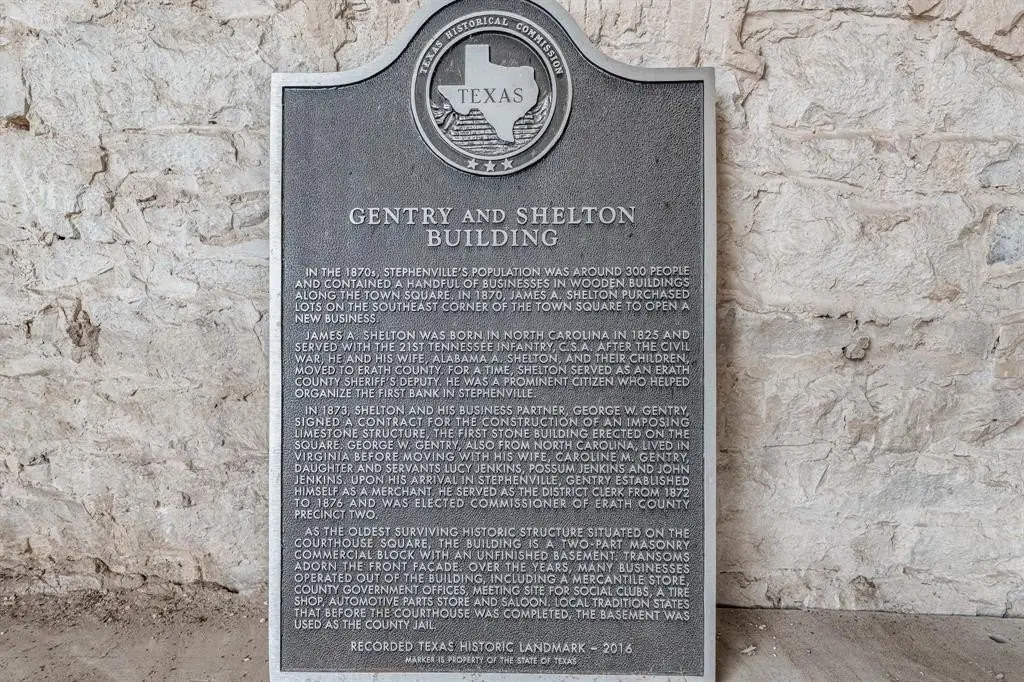 TEXAS HISTORICAL COMMISSION
TEXAS
GENTRY AND SHELTON
BUILDING
IN THE 1870s, STEPHENVILLE'S POPULATION WAS AROUND 300 PEOPLE
AND CONTAINED A HANDFUL OF BUSINESSES IN WOODEN BUILDINGS
ALONG THE TOWN SQUARE. IN 1870, JAMES A. SHELTON PURCHASED
LOTS ON THE SOUTHEAST CORNER OF THE TOWN SQUARE TO OPEN A
NEW BUSINESS.
JAMES A. SHELTON WAS BORN IN NORTH CAROLINA IN 1825 AND
SERVED WITH THE 21ST TENNESSEE INFANTRY, C.S.A. AFTER THE CIVIL
WAR, HE AND HIS WIFE, ALABAMA A. SHELTON, AND THEIR CHILDREN,
MOVED TO ERATH COUNTY. FOR A TIME, SHELTON SERVED AS AN ERATH
COUNTY SHERIFF'S DEPUTY. HE WAS A PROMINENT CITIZEN WHO HELPED
ORGANIZE THE FIRST BANK IN STEPHENVILLE.
IN 1873, SHELTON AND HIS BUSINESS PARTNER, GEORGE W. GENTRY,
SIGNED A CONTRACT FOR THE CONSTRUCTION OF AN IMPOSING
LIMESTONE STRUCTURE, THE FIRST STONE BUILDING ERECTED ON THE
SQUARE. GEORGE W. GENTRY, ALSO FROM NORTH CAROLINA, LIVED IN
VIRGINIA BEFORE MOVING WITH HIS WIFE, CAROLINE M. GENTRY,
DAUGHTER AND SERVANTS LUCY JENKINS, POSSUM JENKINS AND JOHN
JENKINS. UPON HIS ARRIVAL IN STEPHENVILLE, GENTRY ESTABLISHED
HIMSELF AS A MERCHANT. HE SERVED AS THE DISTRICT CLERK FROM 1872
TO 1876 AND WAS ELECTED COMMISSIONER OF ERATH COUNTY
PRECINCT TWO.
AS THE OLDEST SURVIVING HISTORIC STRUCTURE SITUATED ON THE
COURTHOUSE SQUARE, THE BUILDING IS A TWO-PART MASONRY
COMMERCIAL BLOCK WITH AN UNFINISHED BASEMENT. TRANSOMS
ADORN THE FRONT FAÇADE. OVER THE YEARS, MANY BUSINESSES
OPERATED OUT OF THE BUILDING, INCLUDING A MERCANTILE STORE,
COUNTY GOVERNMENT OFFICES, MEETING SITE FOR SOCIAL CLUBS, A TIRE
SHOP, AUTOMOTIVE PARTS STORE AND SALOON. LOCAL TRADITION STATES
THAT BEFORE THE COURTHOUSE WAS COMPLETED, THE BASEMENT WAS
USED AS THE COUNTY JAIL.
RECORDED TEXAS HISTORIC LANDMARK – 2016
MARKER IS PROPERTY OF THE STATE OF TEXAS